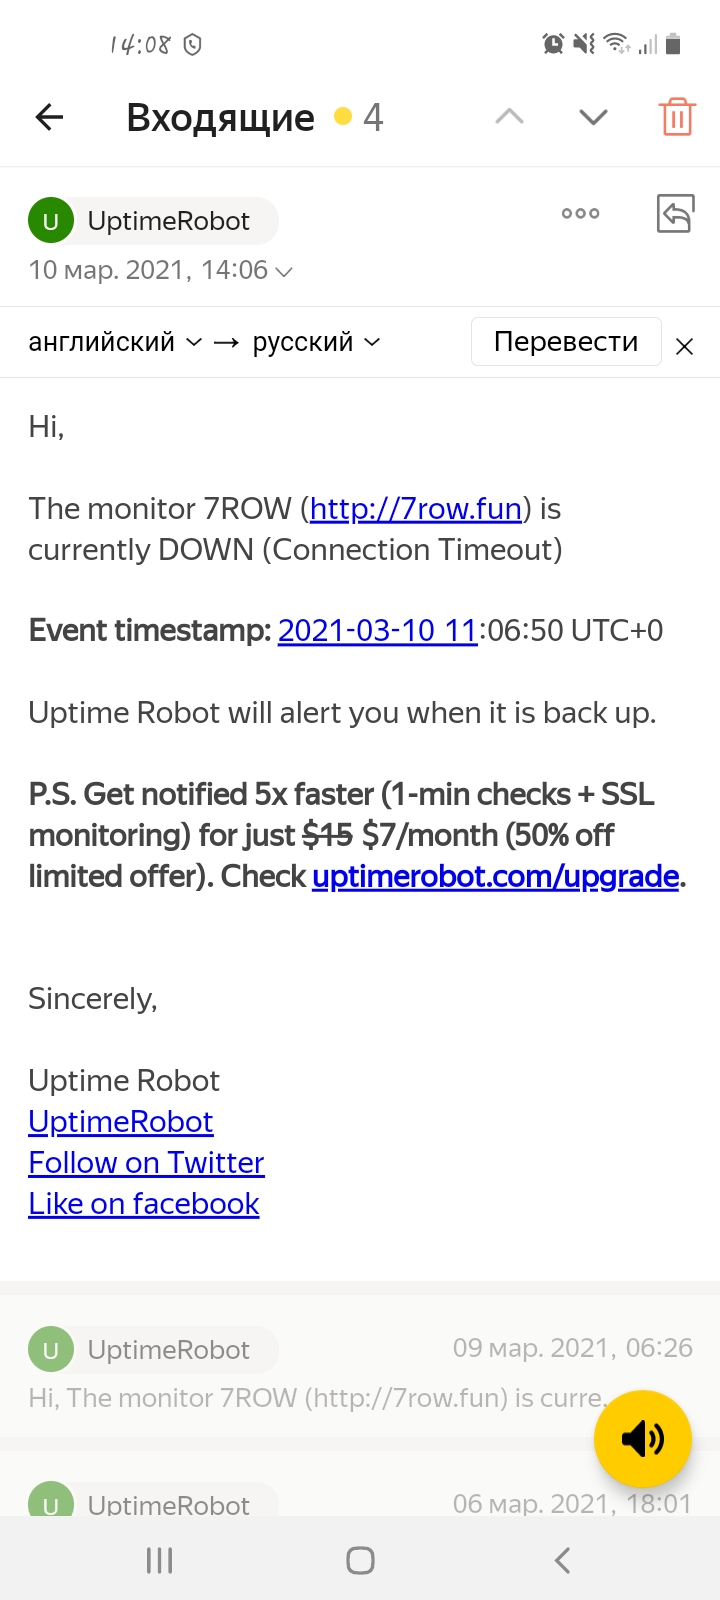 14:08
Входящие 4
U UptimeRobot
10 мар. 2021, 14:06
английский → русский Перевести
Hi,
The monitor 7ROW (http://7row.fun) is
currently DOWN (Connection Timeout)
Event timestamp: 2021-03-10 11:06:50 UTC+0
Uptime Robot will alert you when it is back up.
P.S. Get notified 5x faster (1-min checks + SSL
monitoring) for just $15 $7/month (50% off
limited offer). Check uptimerobot.com/upgrade.
Sincerely,
Uptime Robot
UptimeRobot
Follow on Twitter
Like on facebook
U UptimeRobot 09 мар. 2021, 06:26
Hi, The monitor 7ROW (http://7row.fun) is curre.
U UptimeRobot 06 мар. 2021, 18:01